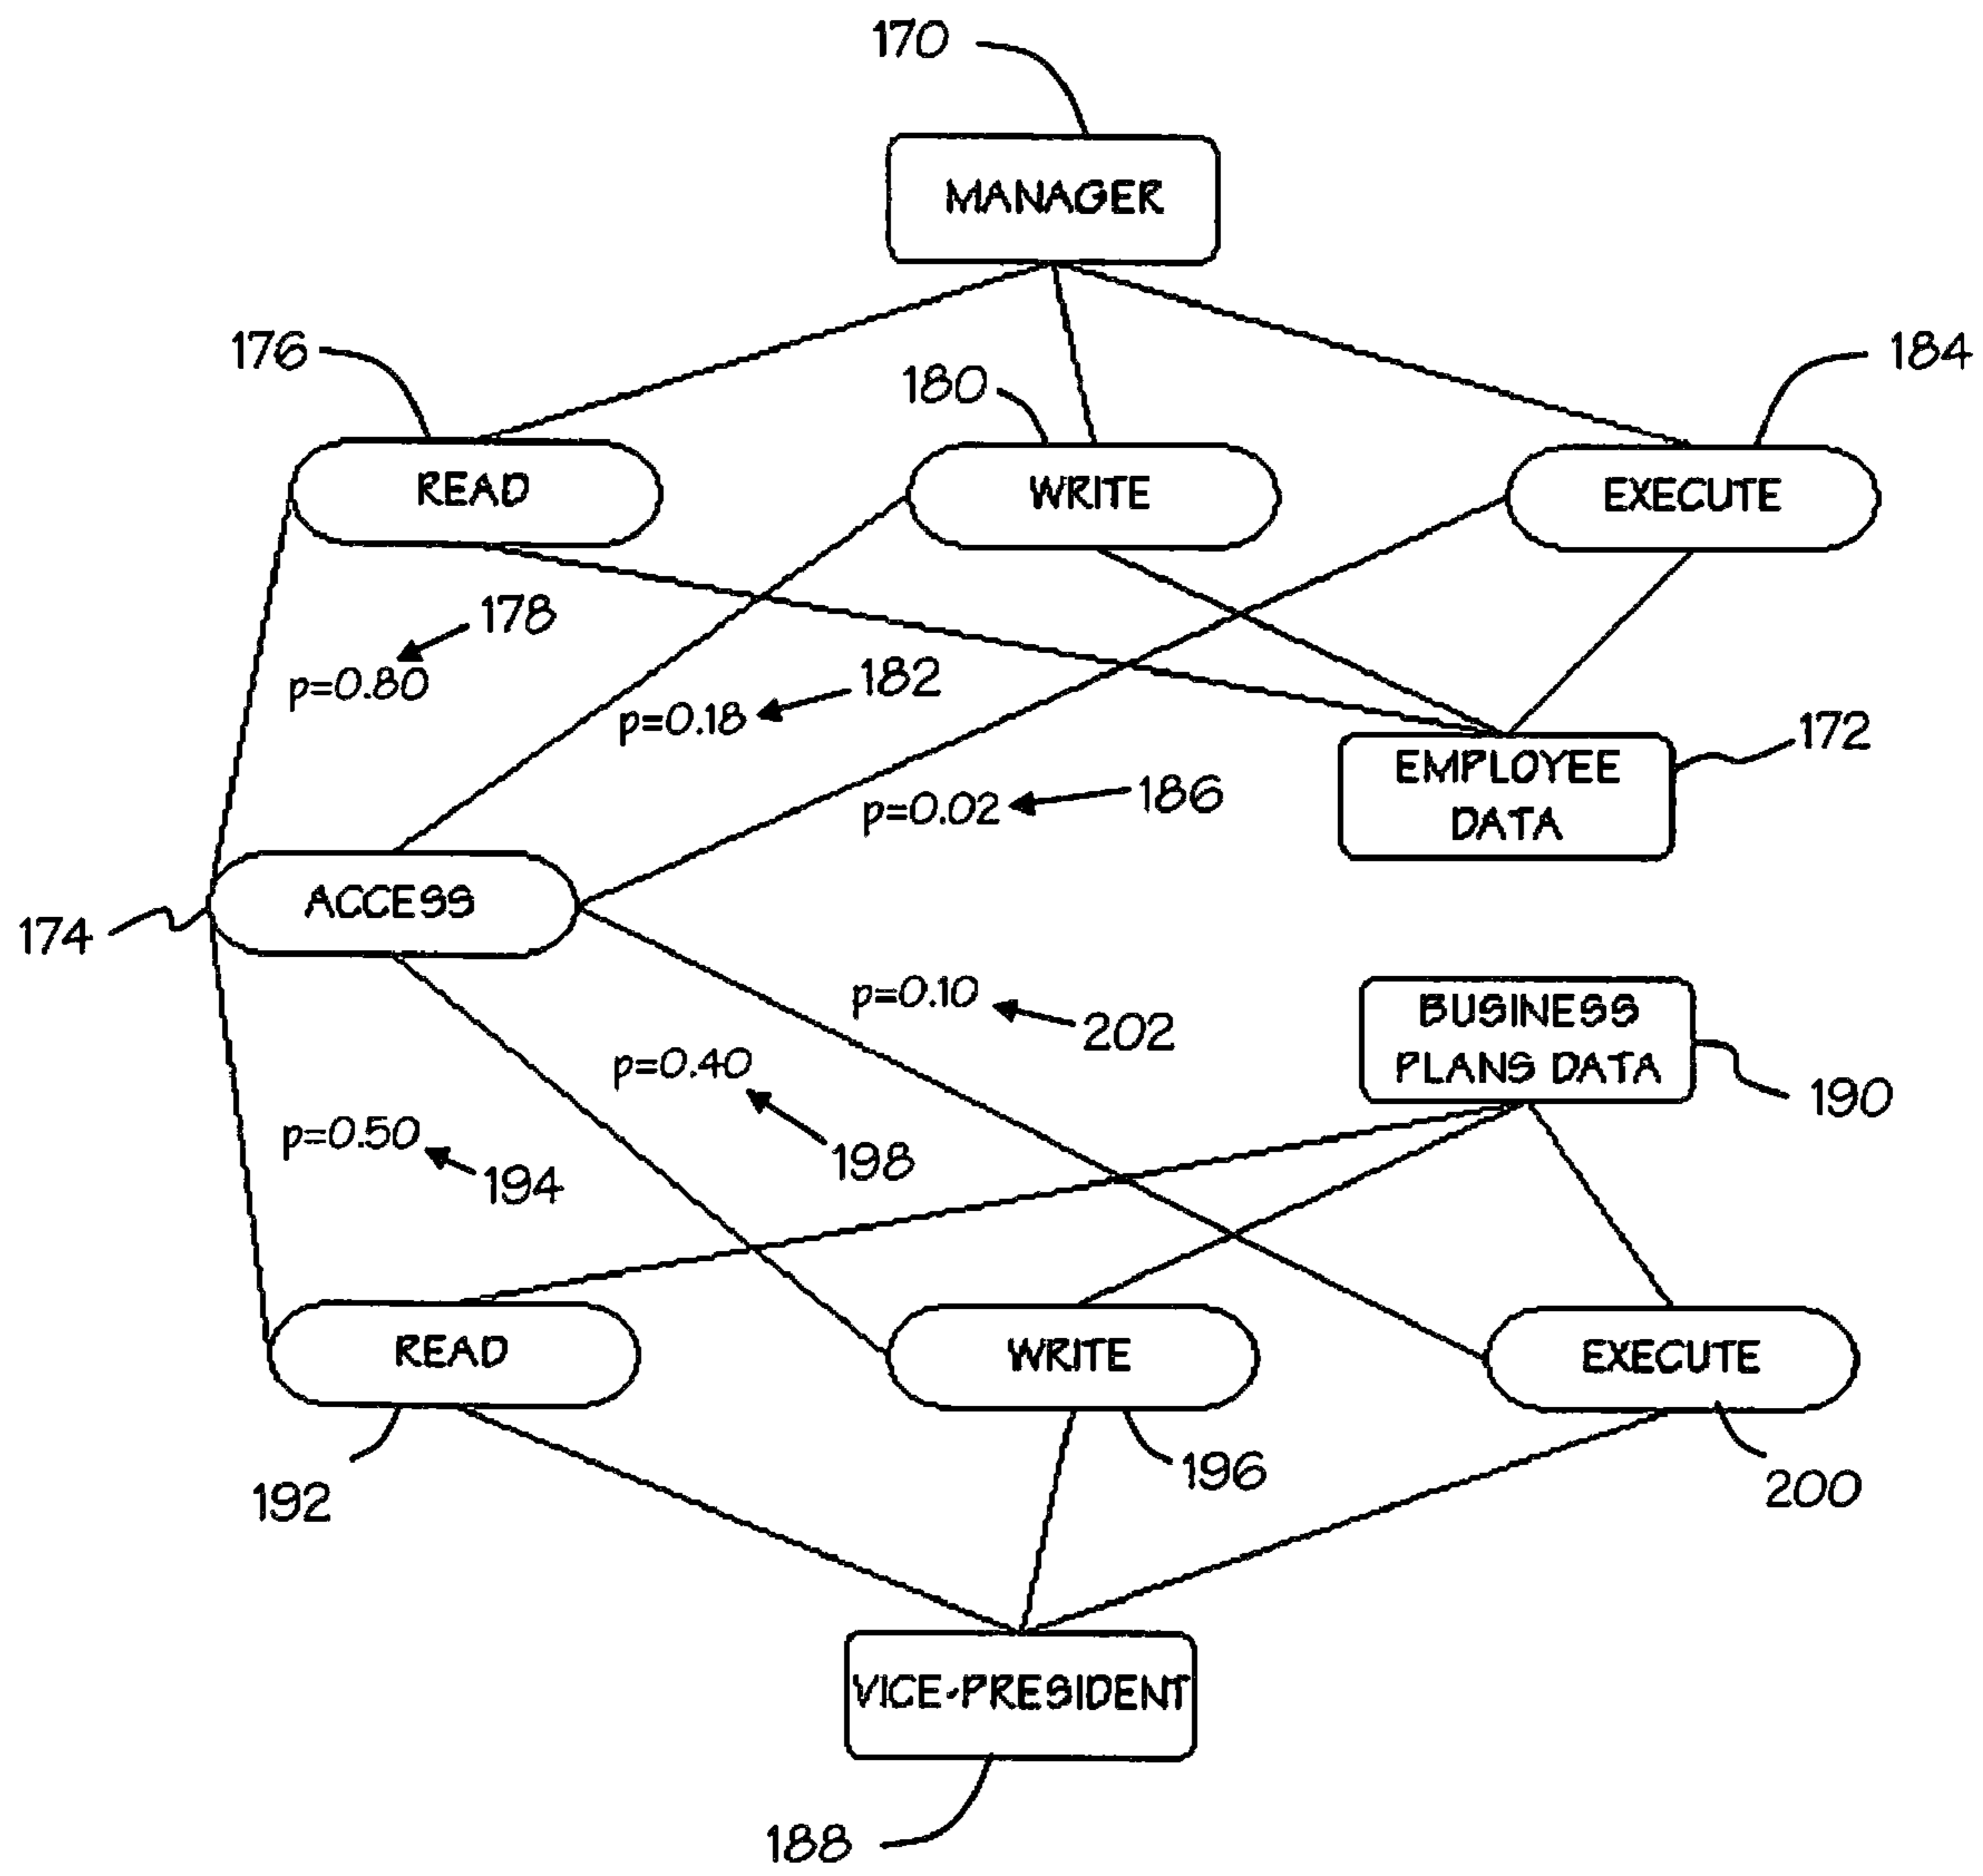 170
MANAGER
176
180
184
READ
WRITE
EXECUTE
178
p=0.80
182
p=0.18
172
EMPLOYEE
DATA
186
p=0.02
ACCESS
174
p=0.10
202
BUSINESS
PLANS DATA
190
p=0.40
198
p=0.50
194
READ
WRITE
EXECUTE
192
196
200
VICE-PRESIDENT
188